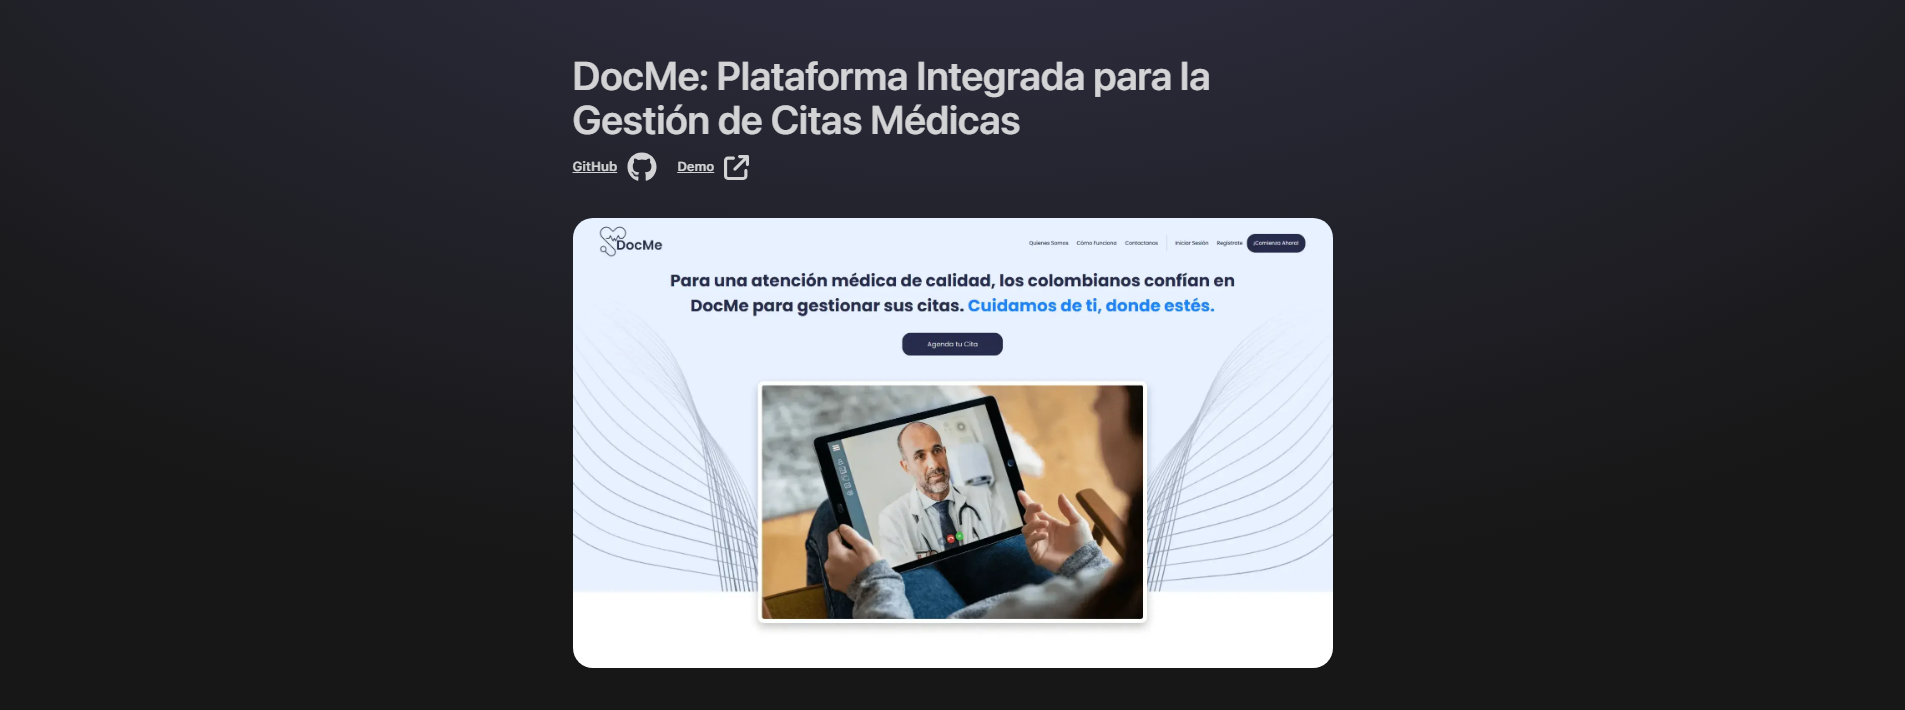 DocMe: Plataforma Integrada para la
Gestión de Citas Médicas
GitHub Demo
DocMe
Quienes Somos Cómo Funciona Contactanos Iniciar Sesión Registrate ¡Comienza Ahora!
Para una atención médica de calidad, los colombianos confían en
DocMe para gestionar sus citas. Cuidamos de ti, donde estés.
Agenda tu Cita